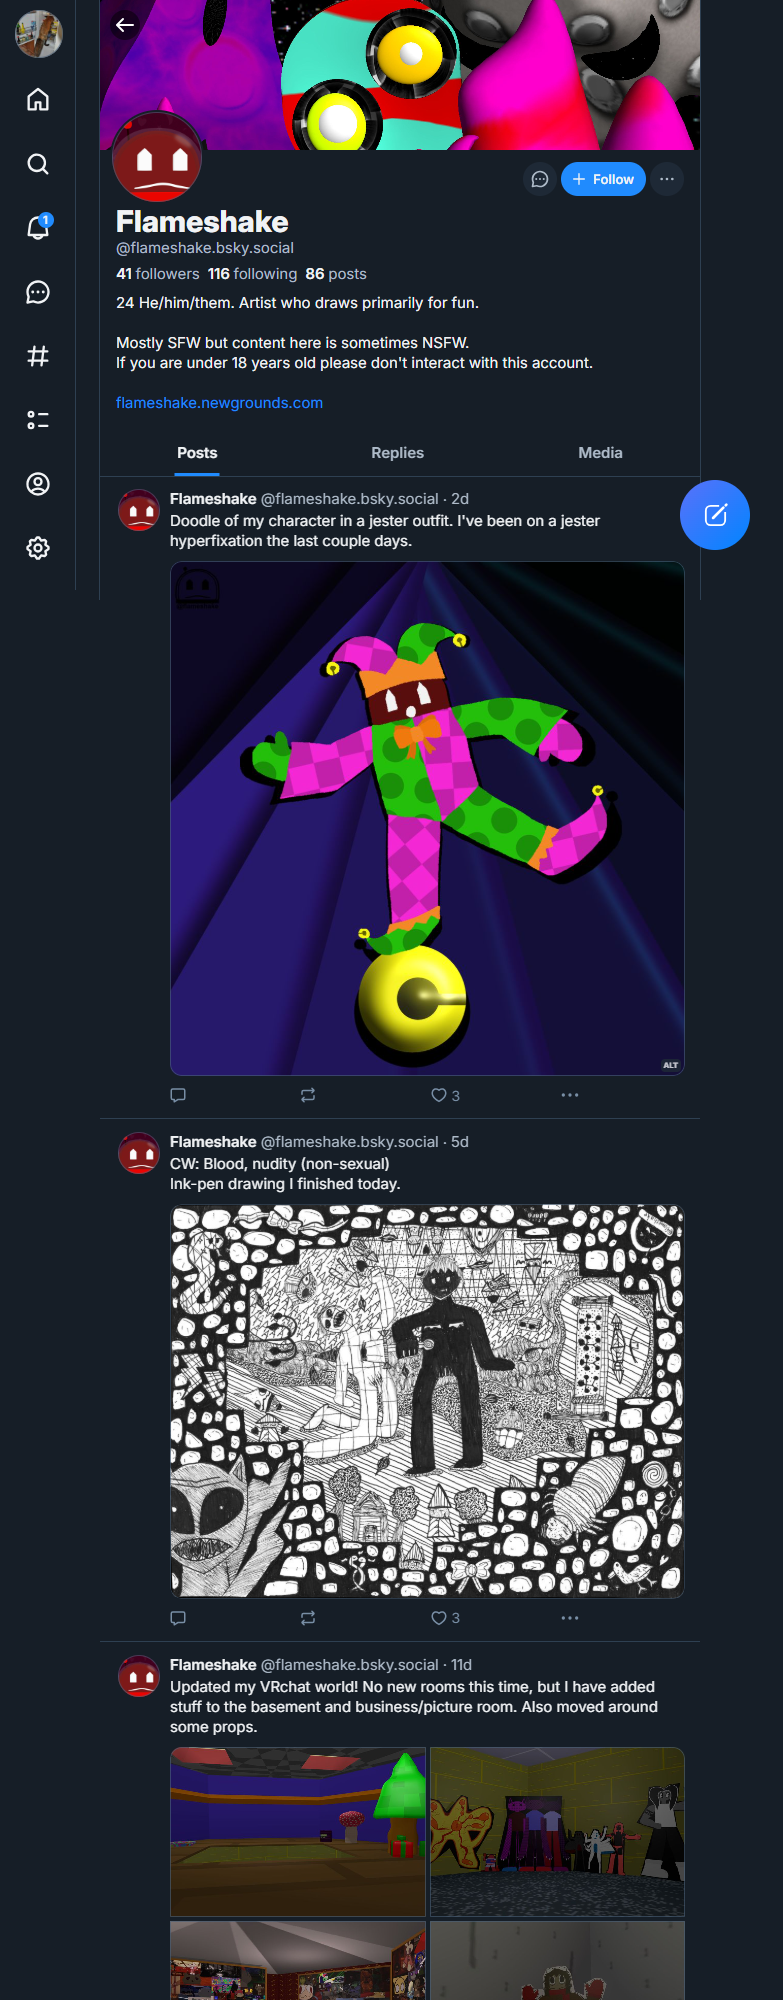 1
Follow
Flameshake
@flameshake.bsky.social
41 followers 116 following 86 posts
24 He/him/them. Artist who draws primarily for fun.
Mostly SFW but content here is sometimes NSFW.
If you are under 18 years old please don't interact with this account.
flameshake.newgrounds.com
Posts Replies Media
Flameshake @flameshake.bsky.social · 2d
Doodle of my character in a jester outfit. I've been on a jester
hyperfixation the last couple days.
ALT
3
Flameshake @flameshake.bsky.social · 5d
CW: Blood, nudity (non-sexual)
Ink-pen drawing I finished today.
3
Flameshake @flameshake.bsky.social · 11d
Updated my VRchat world! No new rooms this time, but I have added
stuff to the basement and business/picture room. Also moved around
some props.